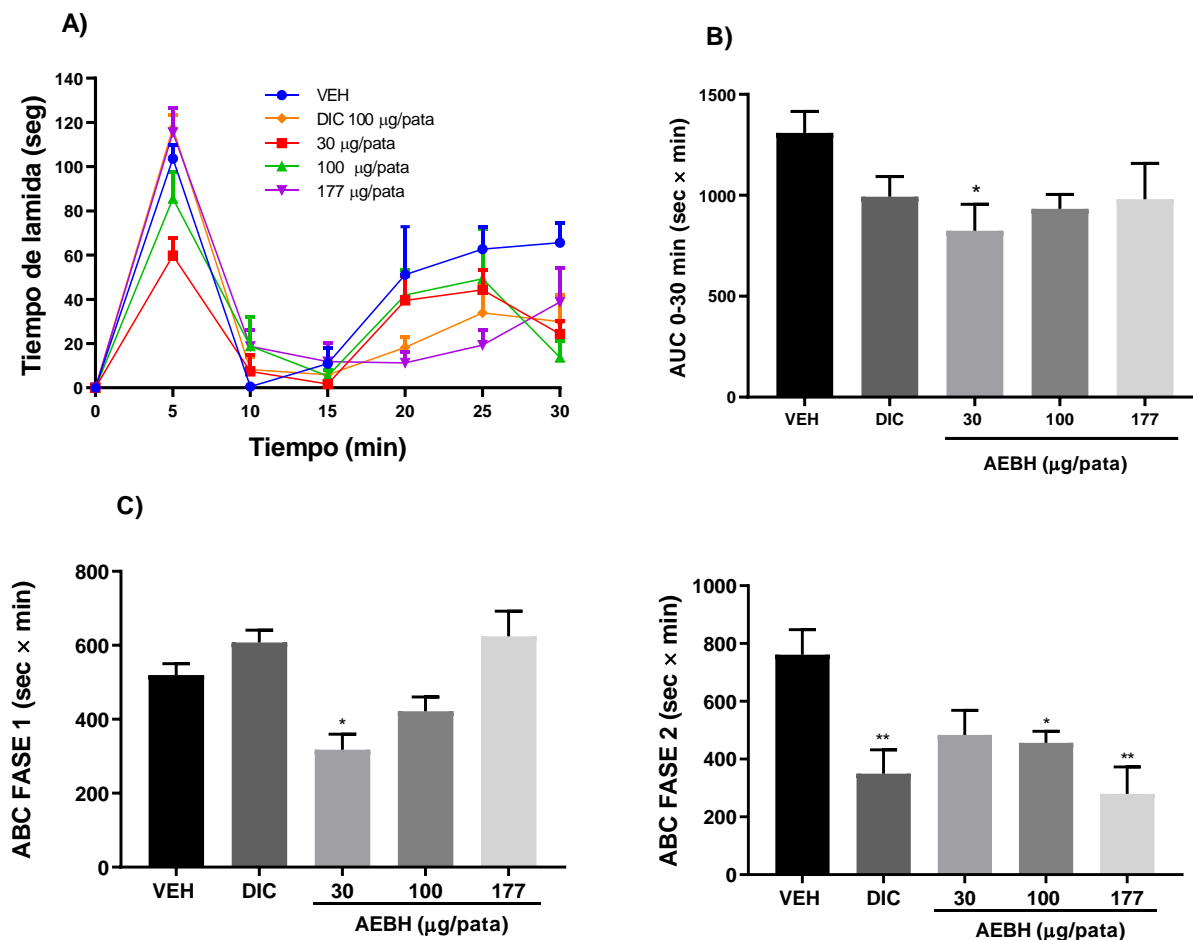 A)
Tiempo de lamida (seg)
140
120
100
80
60
40
20
0
VEH
DIC 100 μg/pata
30 μg/pata
100 μg/pata
177 μg/pata
0 5 10 15 20 25 30
Tiempo (min)
B)
AUC 0-30 min (sec × min)
1500
1000
500
0
*
VEH DIC 30 100 177
AEBH (μg/pata)
C)
ABC FASE 1 (sec × min)
800
600
400
200
0
*
VEH DIC 30 100 177
AEBH (μg/pata)
ABC FASE 2 (sec × min)
1000
800
600
400
200
0
** * **
VEH DIC 30 100 177
AEBH (μg/pata)